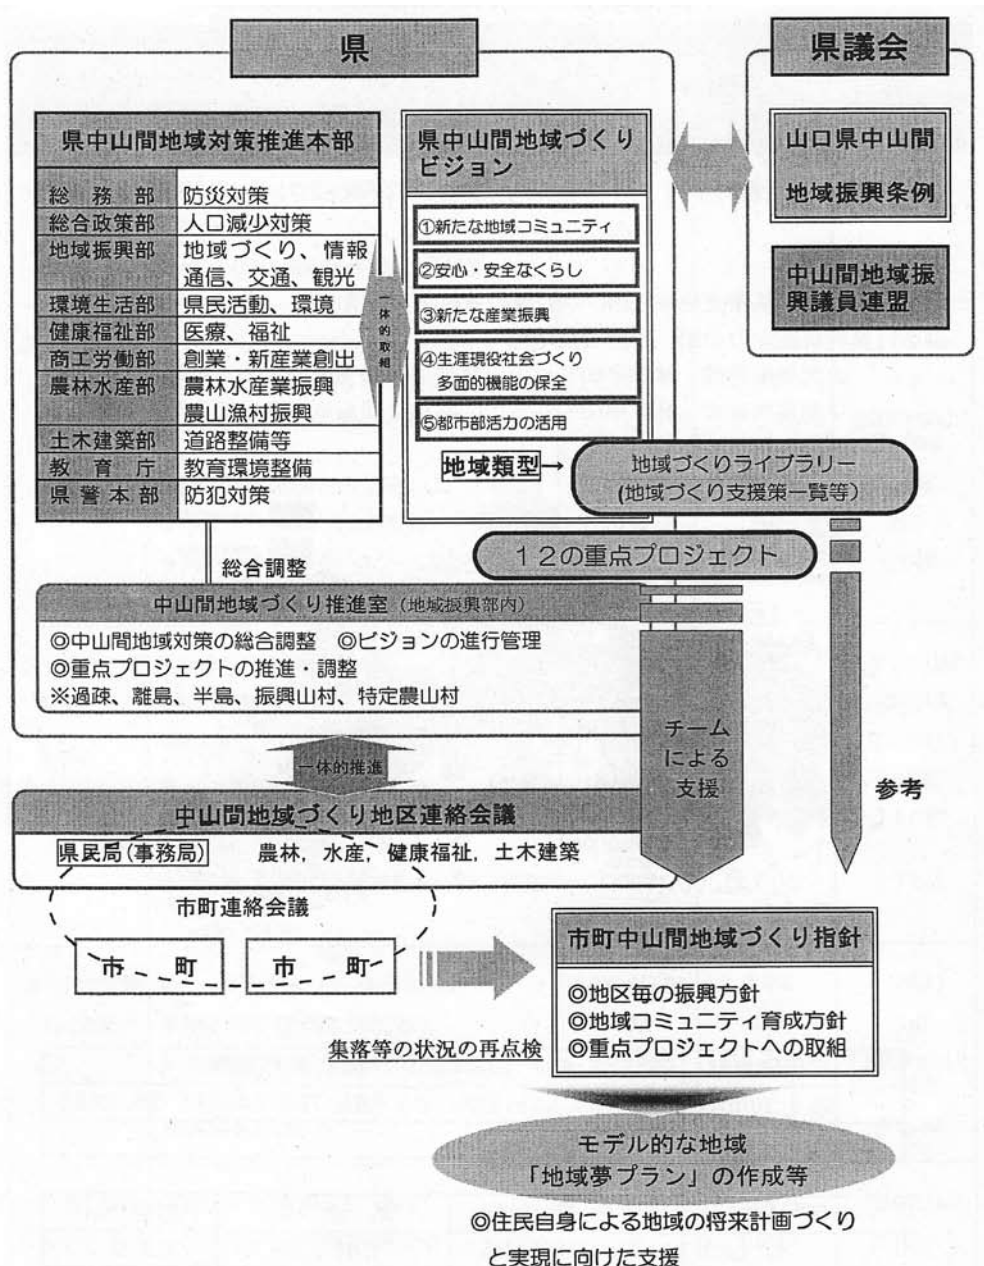 県
県議会
県中山間地域対策推進本部
総務部 防災対策
総合政策部 人口減少対策
地域振興部 地域づくり、情報
通信、交通、観光
環境生活部 県民活動、環境
健康福祉部 医療、福祉
商工労働部 創業・新産業創出
農林水産部 農林水産業振興
農山漁村振興
土木建築部 道路整備等
教育庁 教育環境整備
県警本部 防犯対策
一体的取組
県中山間地域づくり
ビジョン
①新たな地域コミュニティ
②安心・安全なくらし
③新たな産業振興
④生涯現役社会づくり
多面的機能の保全
⑤都市部活力の活用
地域類型→
山口県中山間
地域振興条例
中山間地域振
興議員連盟
地域づくりライブラリー
(地域づくり支援策一覧等)
12の重点プロジェクト
総合調整
中山間地域づくり推進室(地域振興部内)
◎中山間地域対策の総合調整 ◎ビジョンの進行管理
◎重点プロジェクトの推進・調整
※過疎、離島、半島、振興山村、特定農山村
チーム
による
支援
参考
一体的推進
中山間地域づくり地区連絡会議
県民局(事務局) 農林,水産,健康福祉,土木建築
市町連絡会議
市 町
市 町
市町中山間地域づくり指針
◎地区毎の振興方針
◎地域コミュニティ育成方針
◎重点プロジェクトへの取組
集落等の状況の再点検
モデル的な地域
「地域夢プラン」の作成等
◎住民自身による地域の将来計画づくり
と実現に向けた支援